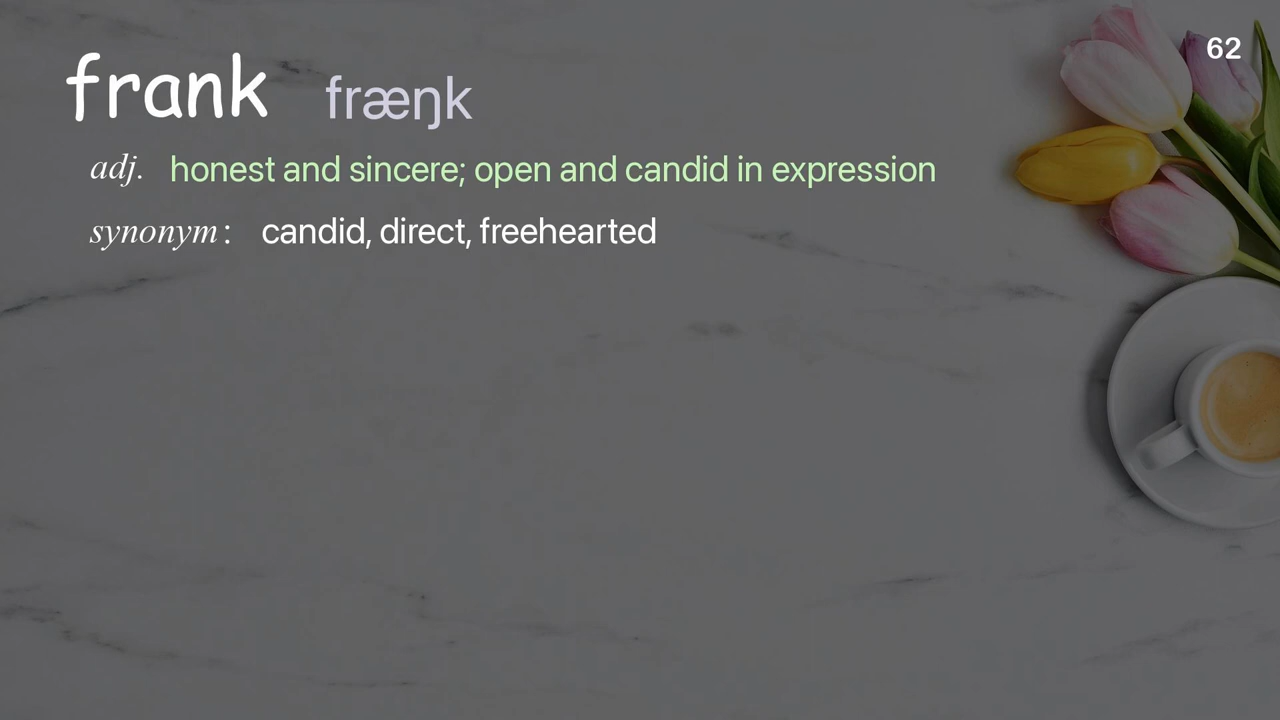 62
frank fræŋk
adj. honest and sincere; open and candid in expression
synonym: candid, direct, freehearted